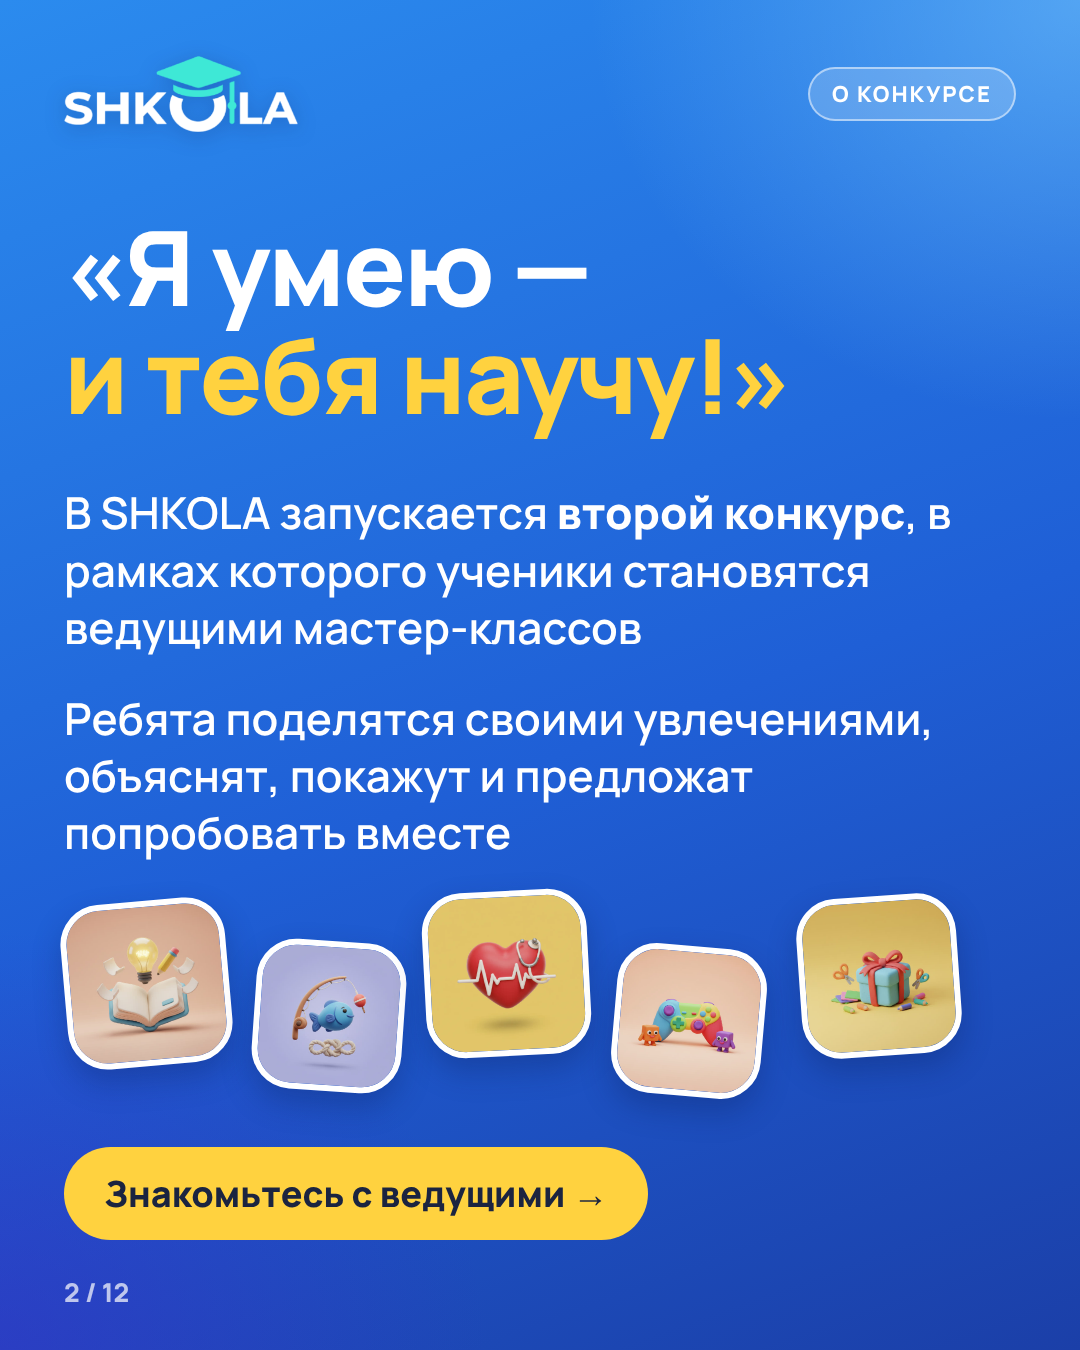 SHKOLA
О КОНКУРСЕ
«Я умею —
и тебя научу!»
В SHKOLA запускается второй конкурс, в
рамках которого ученики становятся
ведущими мастер-классов
Ребята поделятся своими увлечениями,
объяснят, покажут и предложат
попробовать вместе
Знакомьтесь с ведущими →
2 / 12